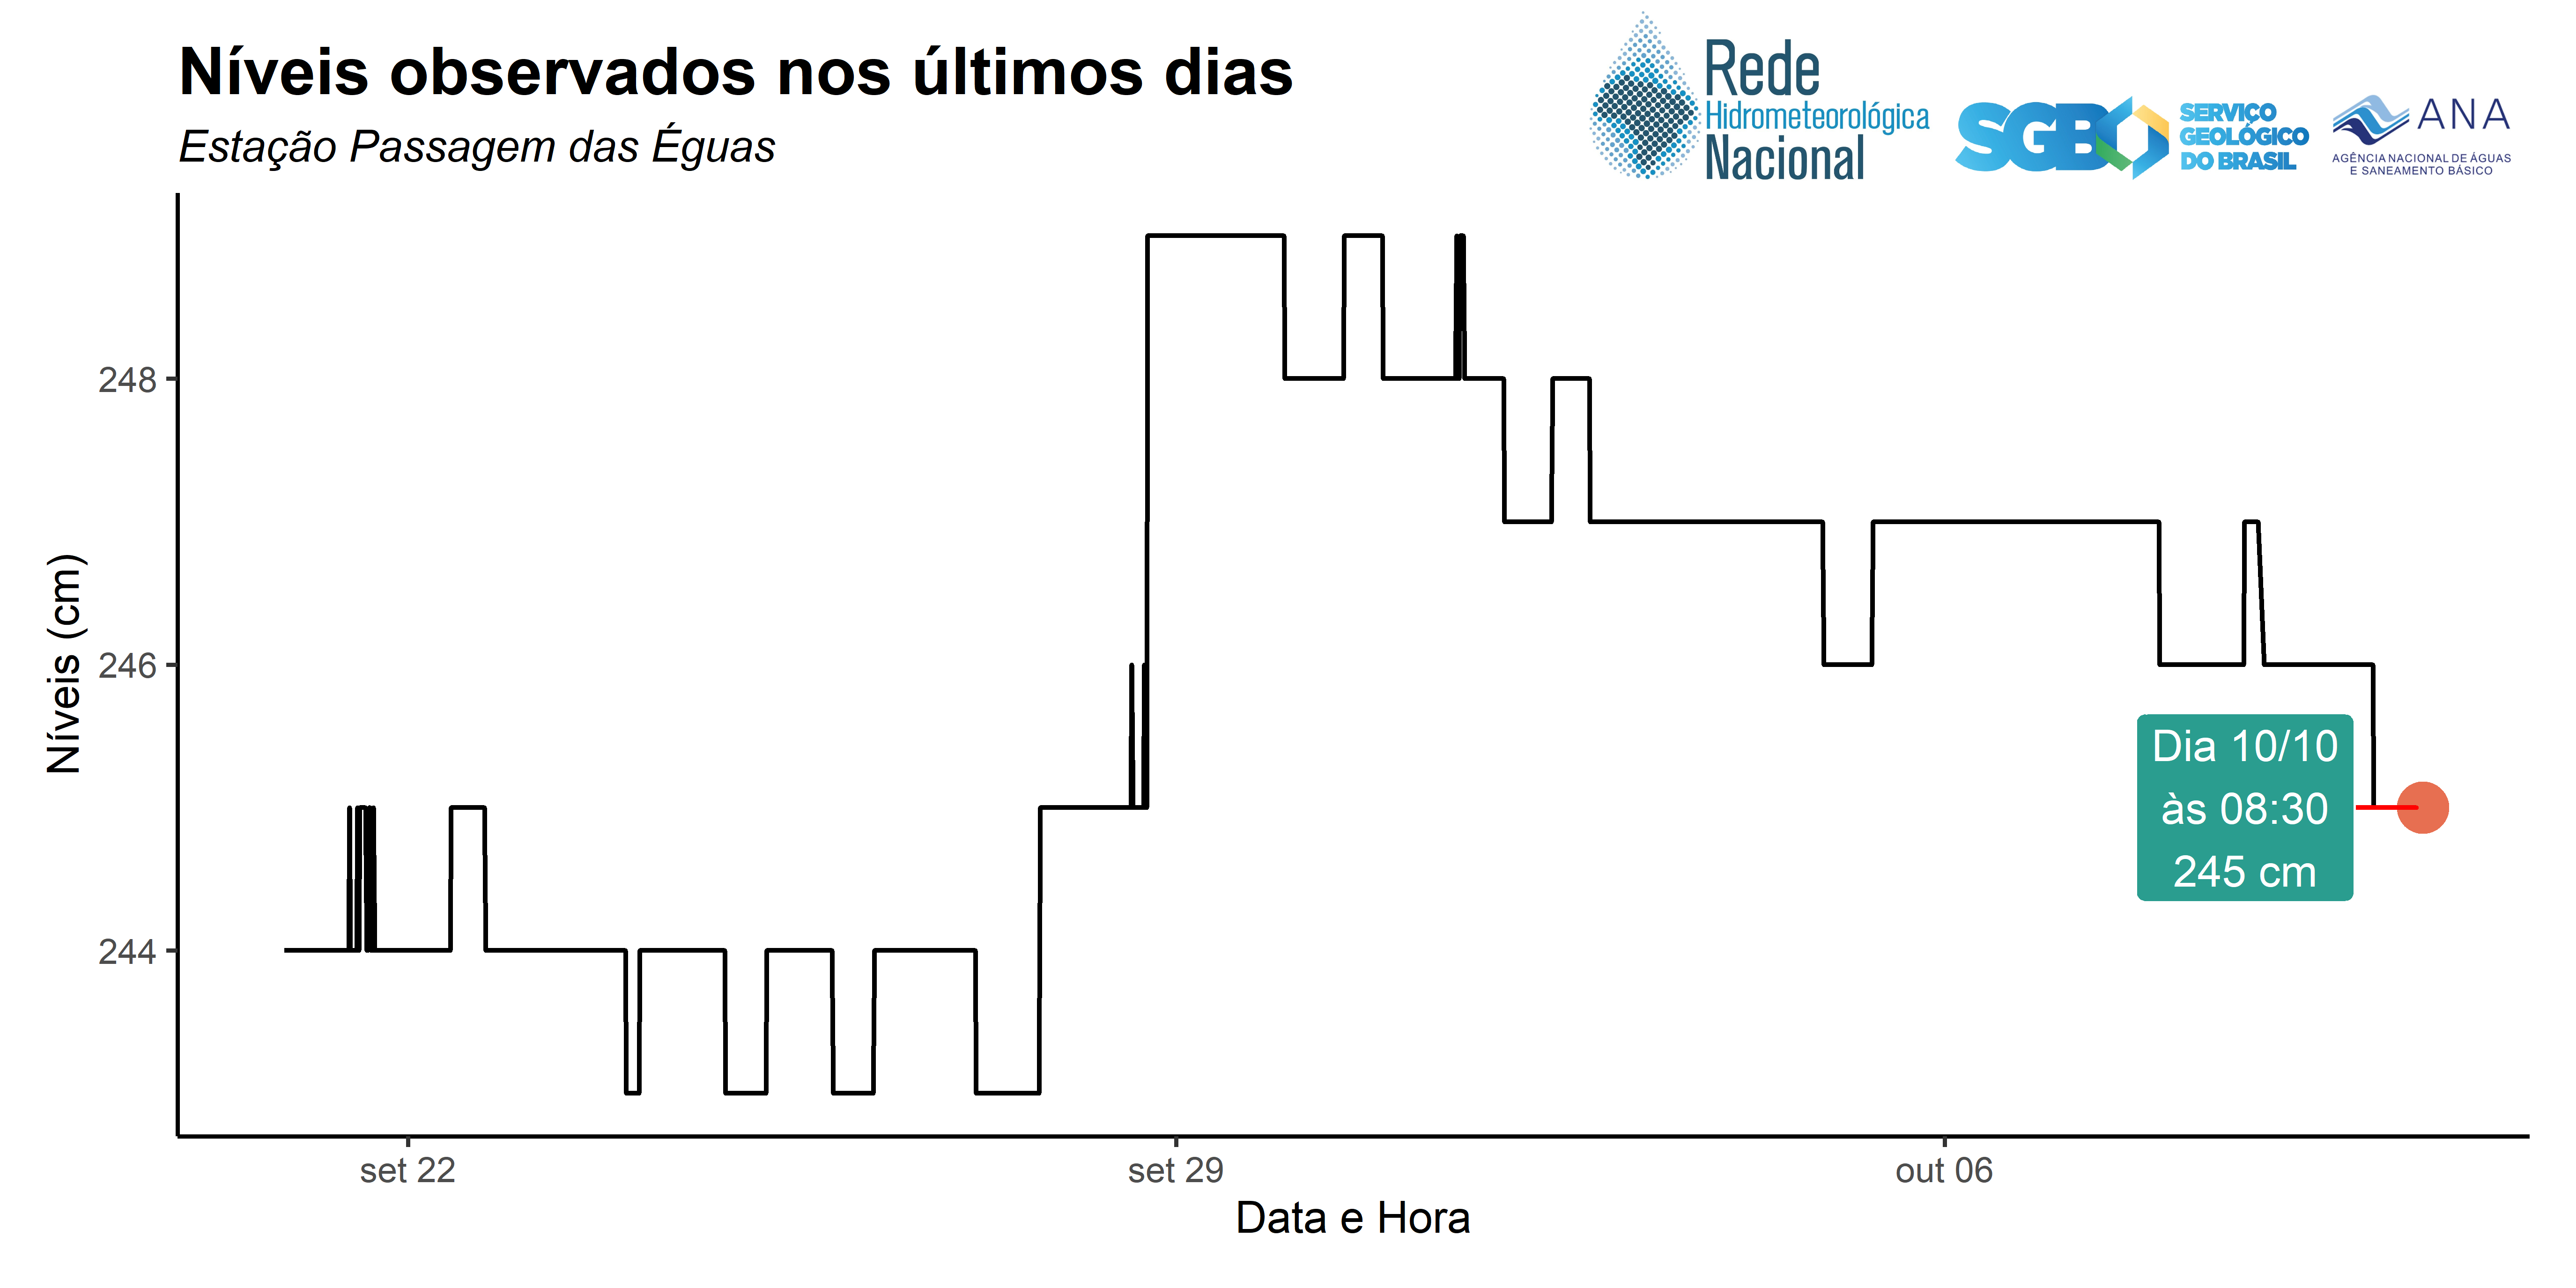 Níveis observados nos últimos dias
Estação Passagem das Éguas
Rede
Hidrometeorológica
Nacional
SGB
SERVIÇO
GEOLÓGICO
DO BRASIL
ANA
AGÊNCIA NACIONAL DE ÁGUAS
E SANEAMENTO BÁSICO
Níveis (cm)
248
246
244
Dia 10/10
às 08:30
245 cm
set 22
set 29
out 06
Data e Hora